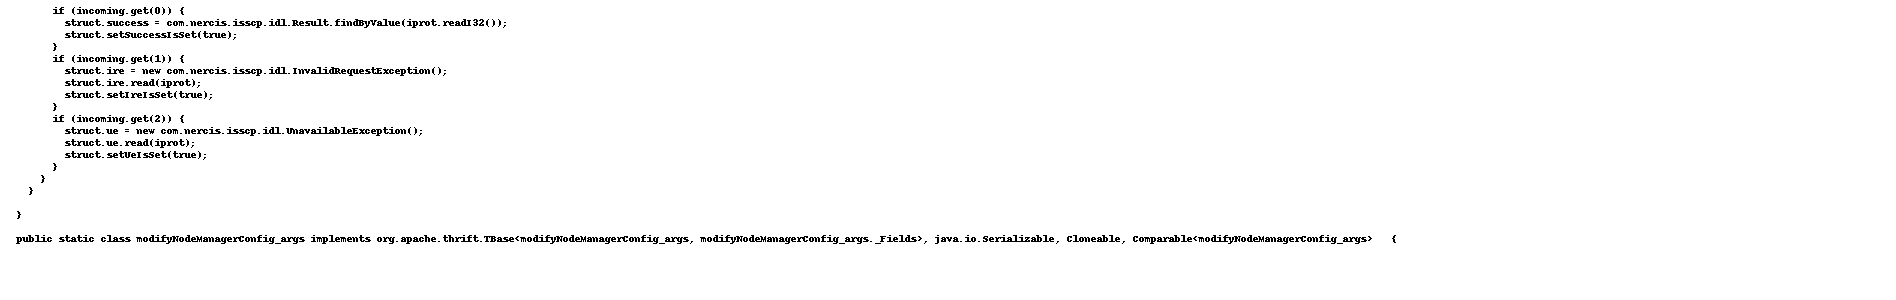 if (incoming.get(0)) {
struct.success = com.nercis.isscp.idl.Result.findByValue(iprot.readI32());
struct.setSuccessIsSet(true);
}
if (incoming.get(1)) {
struct.ire = new com.nercis.isscp.idl.InvalidRequestException();
struct.ire.read(iprot);
struct.setIreIsSet(true);
}
if (incoming.get(2)) {
struct.ue = new com.nercis.isscp.idl.UnavailableException();
struct.ue.read(iprot);
struct.setUeIsSet(true);
}
}
}
}
public static class modifyNodeManagerConfig_args implements org.apache.thrift.TBase<modifyNodeManagerConfig_args, modifyNodeManagerConfig_args._Fields>, java.io.Serializable, Cloneable, Comparable<modifyNodeManagerConfig_args>   {